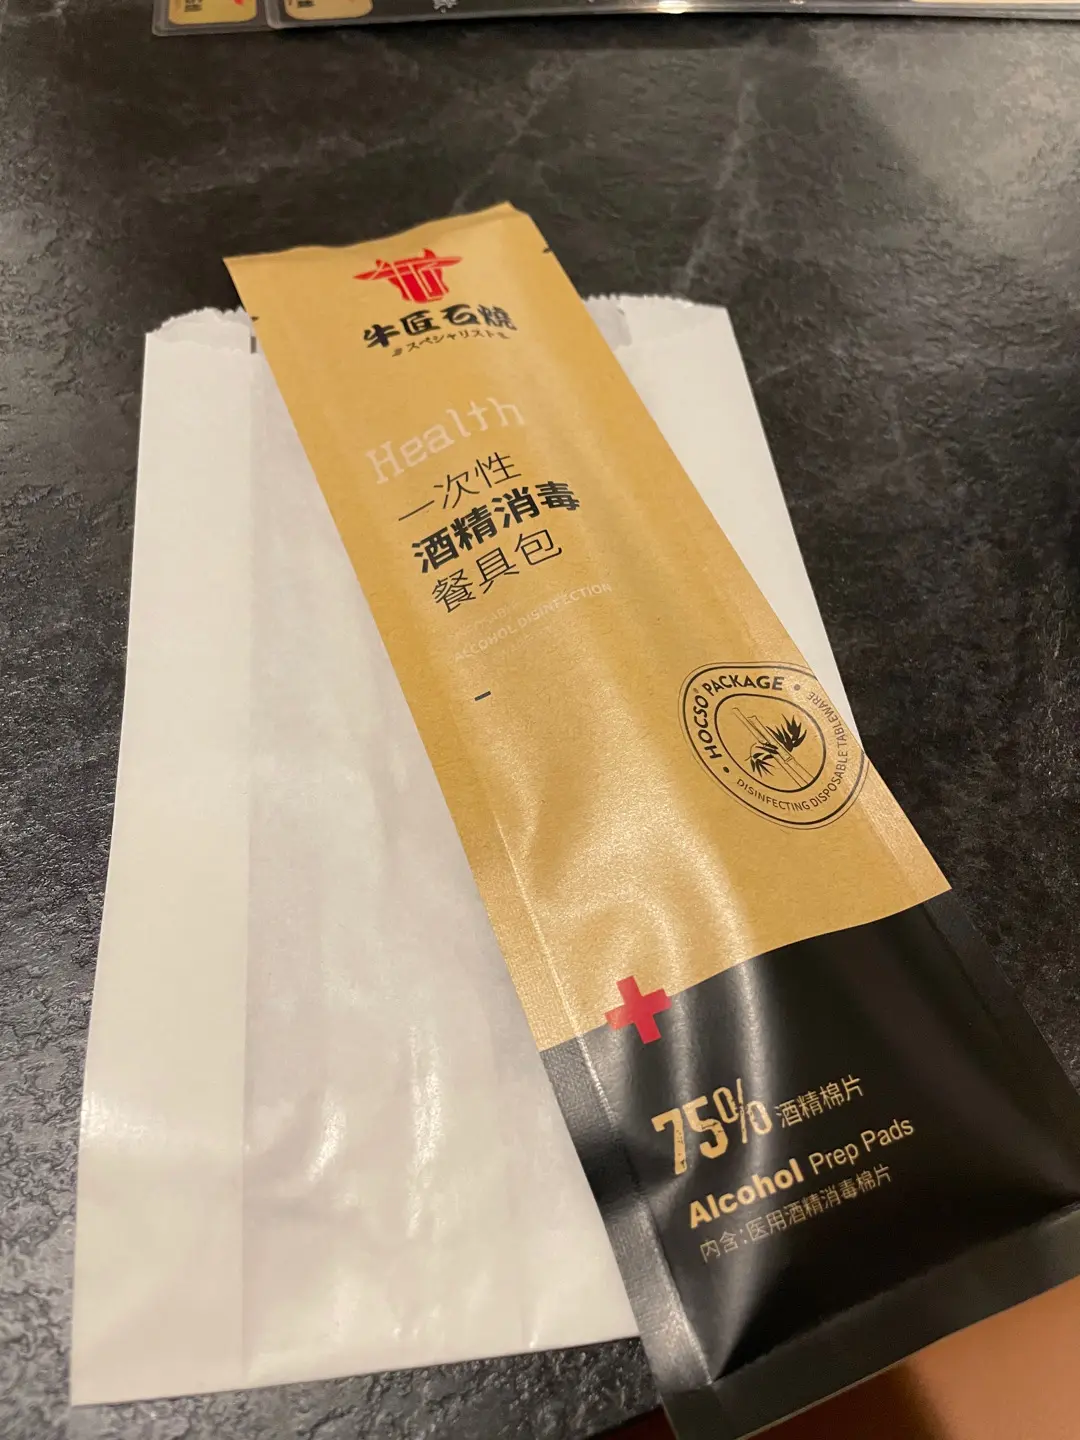 牛匠石燒
スペシャリスト
Health
一次性
酒精消毒
餐具包
ALCOHOL DISINFECTION
HOCSO® PACKAGE
DISINFECTING DISPOSABLE TABLEWARE
75% 酒精棉片
Alcohol Prep Pads
内含:医用酒精消毒棉片